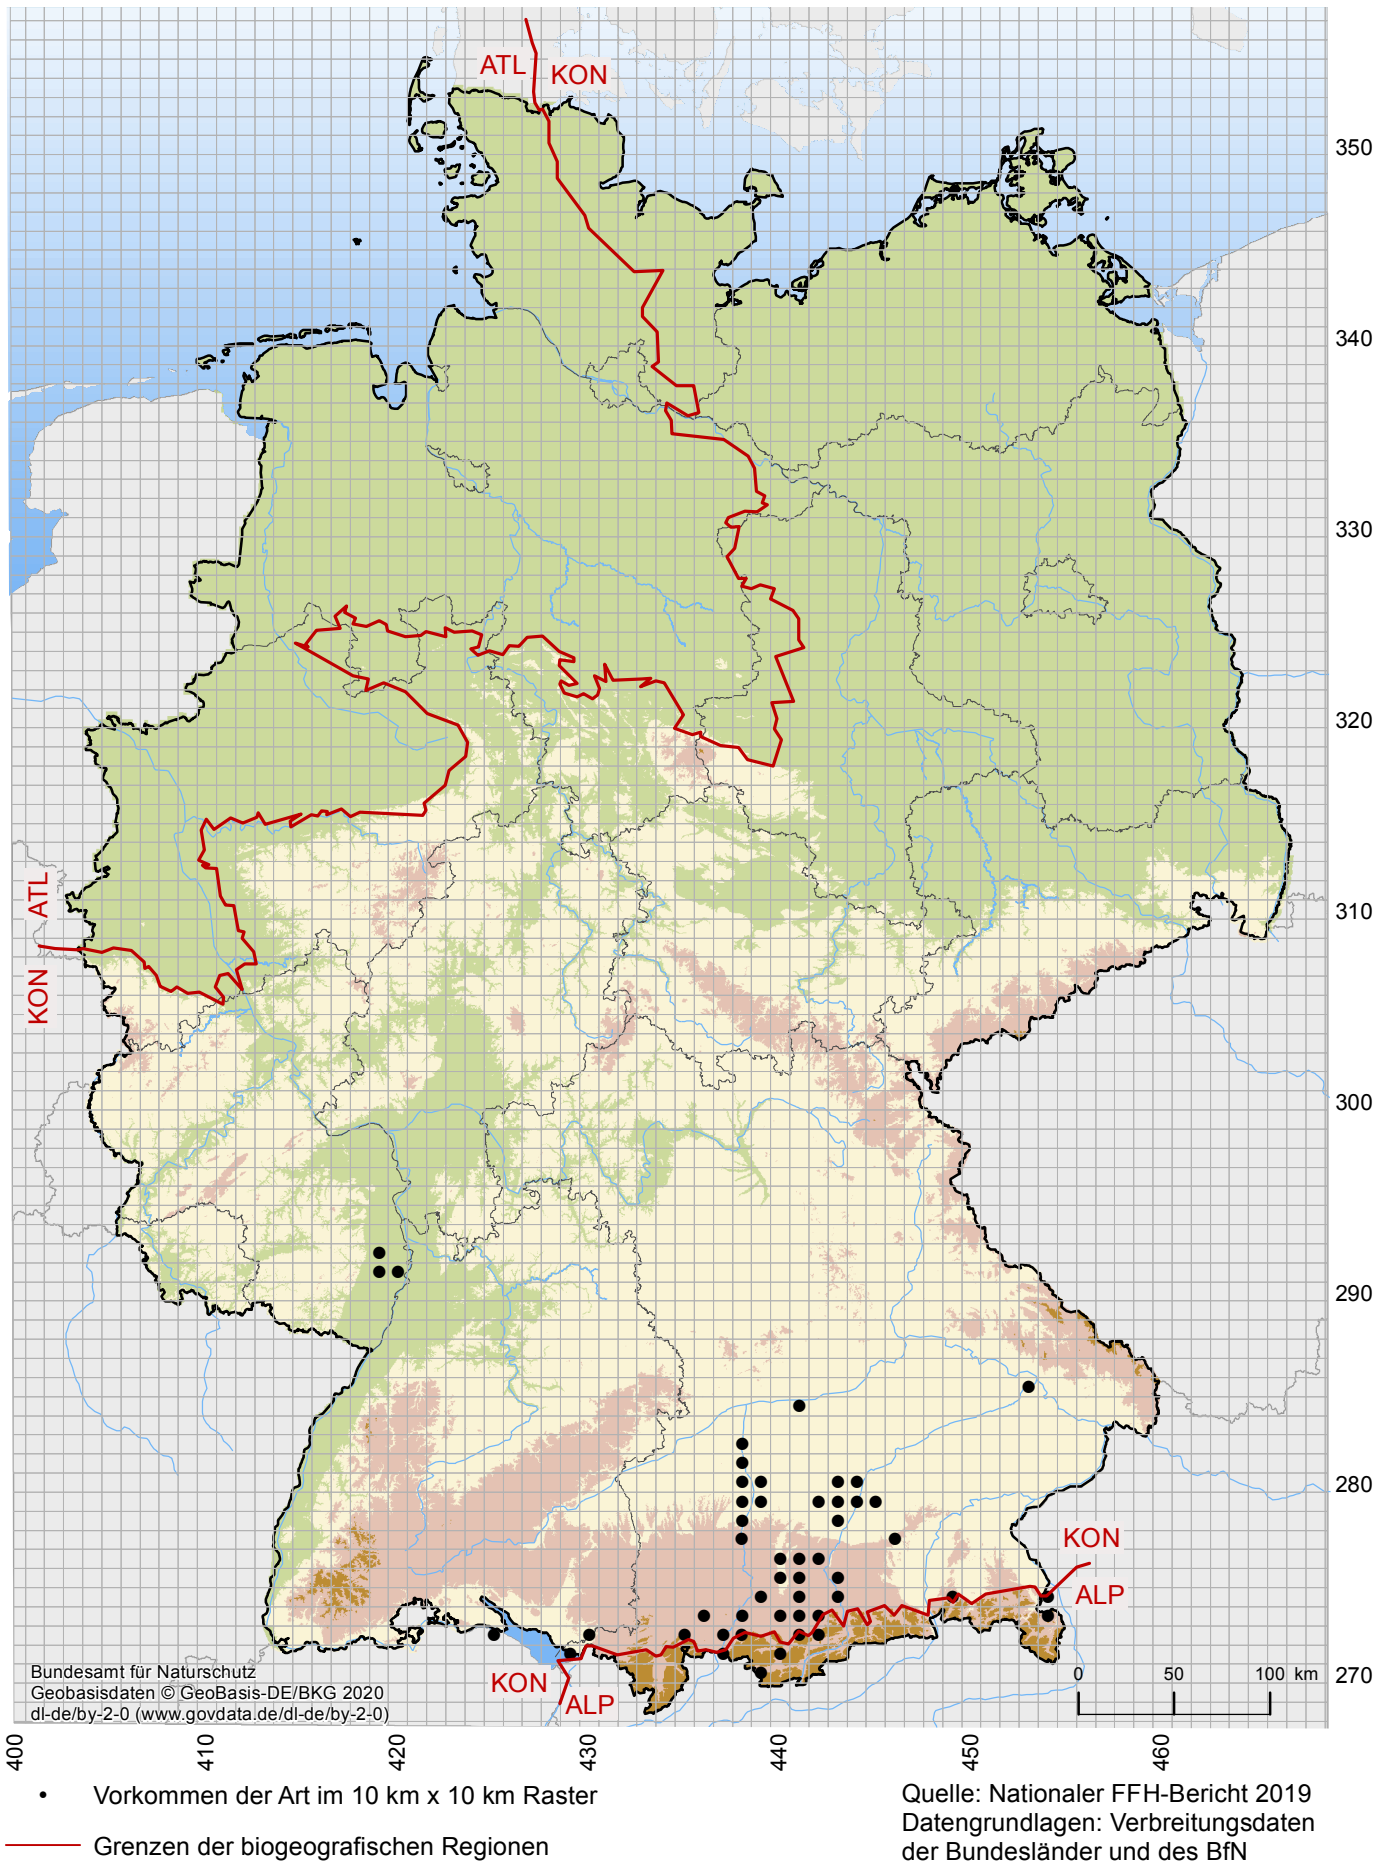 ATL
KON
350
340
330
320
310
300
290
280
270
ATL
KON
KON
ALP
KON
ALP
Bundesamt für Naturschutz
Geobasisdaten © GeoBasis-DE/BKG 2020
dl-de/by-2-0 (www.govdata.de/dl-de/by-2-0)
0 50 100 km
400 410 420 430 440 450 460
• Vorkommen der Art im 10 km x 10 km Raster
Grenzen der biogeografischen Regionen
Quelle: Nationaler FFH-Bericht 2019
Datengrundlagen: Verbreitungsdaten
der Bundesländer und des BfN